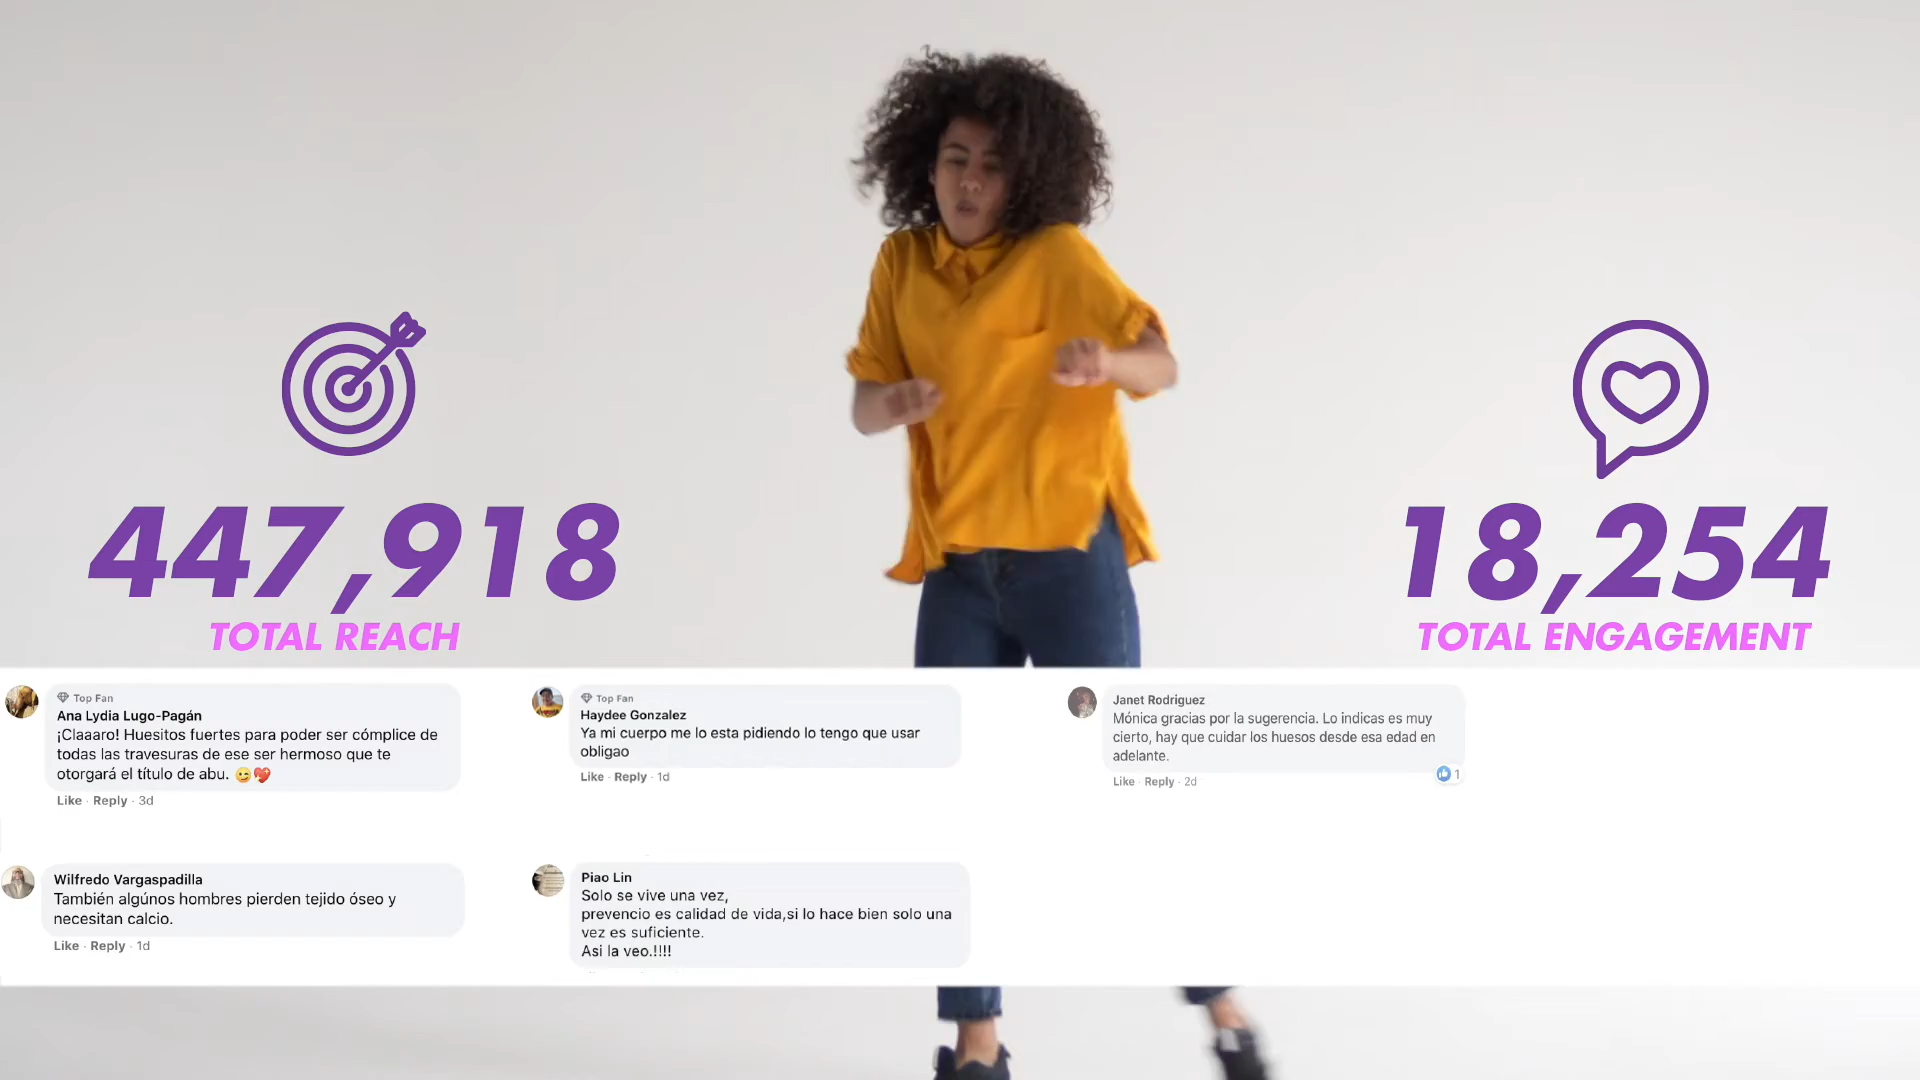 447,918
TOTAL REACH
18,254
TOTAL ENGAGEMENT
Top Fan
Ana Lydia Lugo-Pagán
¡Claaaro! Huesitos fuertes para poder ser cómplice de
todas las travesuras de ese ser hermoso que te
otorgará el título de abu. 😋💖
Like · Reply · 3d
Top Fan
Haydee Gonzalez
Ya mi cuerpo me lo esta pidiendo lo tengo que usar
obligao
Like · Reply · 1d
Janet Rodriguez
Mónica gracias por la sugerencia. Lo indicas es muy
cierto, hay que cuidar los huesos desde esa edad en
adelante.
1
Like · Reply · 2d
Wilfredo Vargaspadilla
También algúnos hombres pierden tejido óseo y
necesitan calcio.
Like · Reply · 1d
Piao Lin
Solo se vive una vez,
prevencio es calidad de vida,si lo hace bien solo una
vez es suficiente.
Asi la veo.!!!!